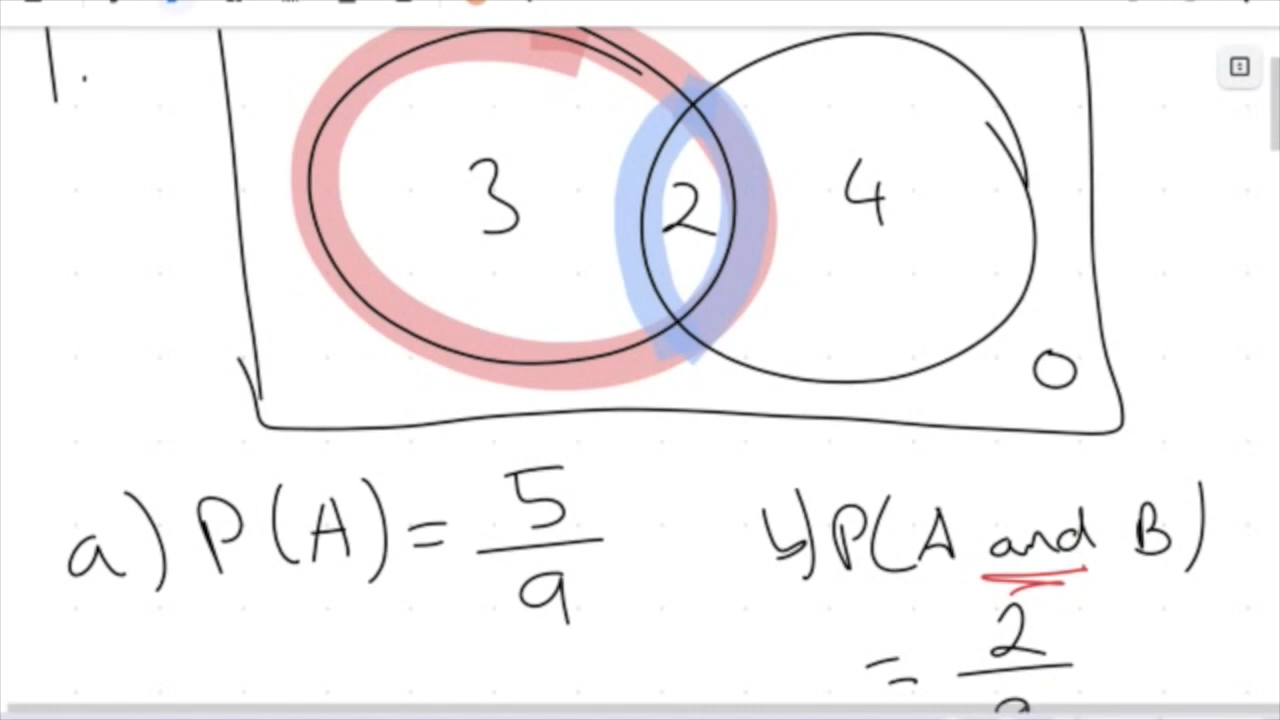 1.
3 2 4
0
a) P(A) = 5/9
b) P(A and B)
= 2/